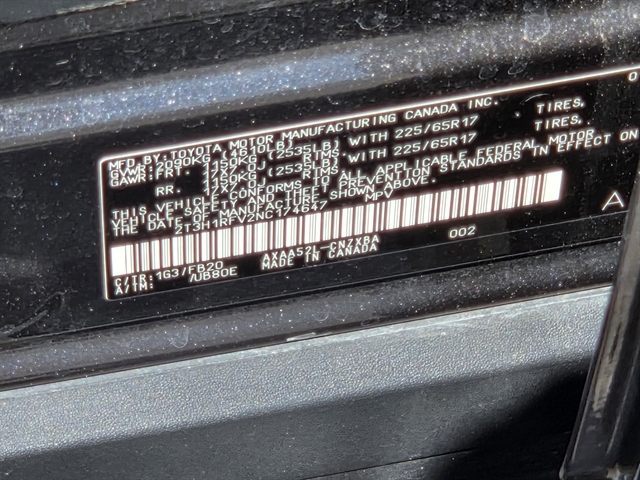 MFD.BY:TOYOTA MOTOR MANUFACTURING CANADA INC.
GVWR:2090KG (4610LB)
GAWR: FRT. 1150KG (2535LB) WITH 225/65R17 TIRES,
17X7.0J RIMS
RR. 1150KG (2535LB) WITH 225/65R17 TIRES,
17X7.0J RIMS
THIS VEHICLE CONFORMS TO ALL APPLICABLE FEDERAL MOTOR
VEHICLE SAFETY AND THEFT PREVENTION STANDARDS IN EFFECT ON
THE DATE OF MANUFACTURE SHOWN ABOVE.
2T3H1RFV2NC174647 MPV
C/TR:1G3/FB20 AXAA52L-CNZXBA 002
A/TM: /UB80E MADE IN CANADA
A